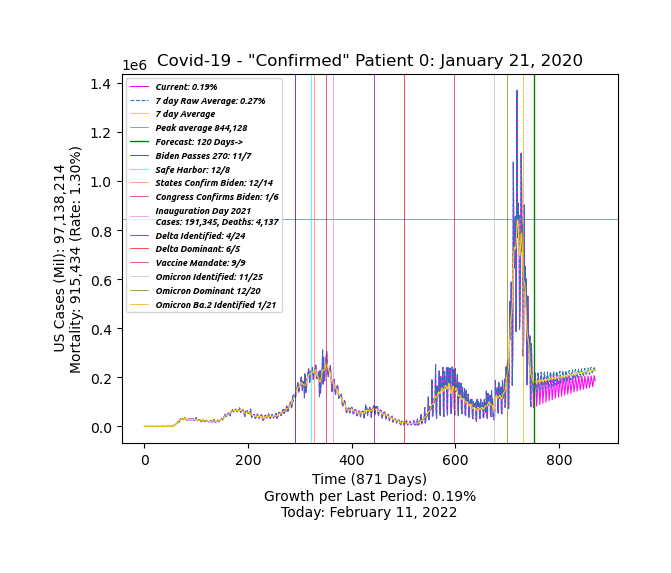 Covid-19 - "Confirmed" Patient 0: January 21, 2020
1e6
1.4
1.2
1.0
0.8
0.6
0.4
0.2
0.0
US Cases (Mil): 97,138,214
Mortality: 915,434 (Rate: 1.30%)
Current: 0.19%
7 day Raw Average: 0.27%
7 day Average
Peak average 844,128
Forecast: 120 Days->
Biden Passes 270: 11/7
Safe Harbor: 12/8
States Confirm Biden: 12/14
Congress Confirms Biden: 1/6
Inauguration Day 2021
Cases: 191,345, Deaths: 4,137
Delta Identified: 4/24
Delta Dominant: 6/5
Vaccine Mandate: 9/9
Omicron Identified: 11/25
Omicron Dominant 12/20
Omicron Ba.2 Identified 1/21
0 200 400 600 800
Time (871 Days)
Growth per Last Period: 0.19%
Today: February 11, 2022